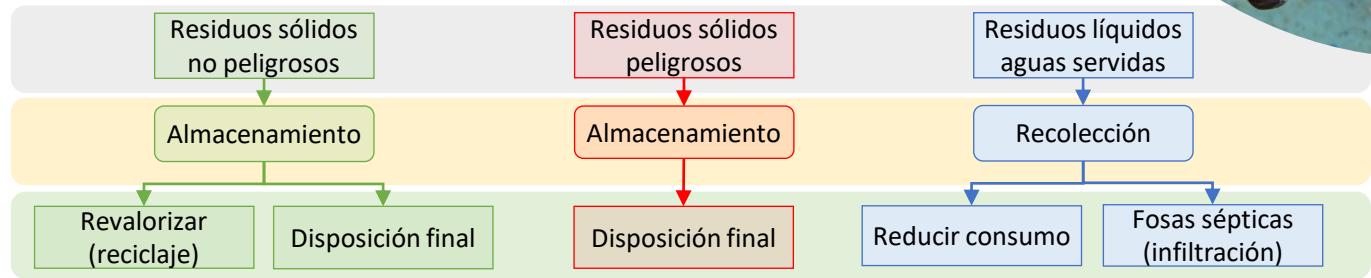 Residuos sólidos
no peligrosos
Residuos sólidos
peligrosos
Residuos líquidos
aguas servidas
Almacenamiento
Almacenamiento
Recolección
Revalorizar
(reciclaje)
Disposición final
Disposición final
Reducir consumo
Fosas sépticas
(infiltración)